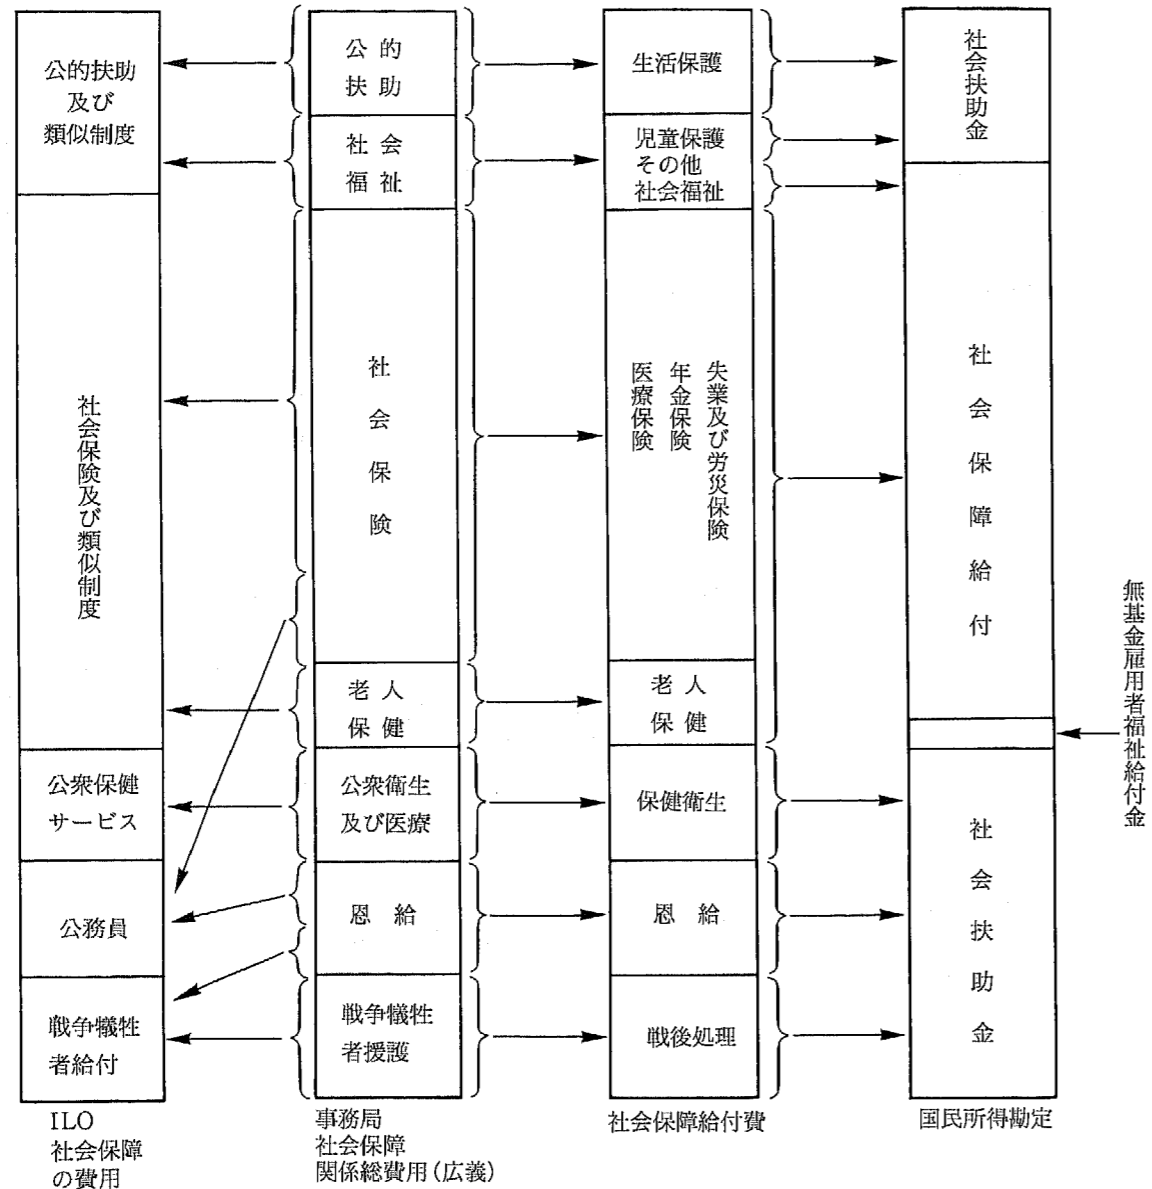 公的扶助
及び
類似制度
社会保険及び類似制度
公衆保健
サービス
公務員
戦争犠牲
者給付
ILO
社会保障
の費用
公的
扶助
社会
福祉
社会保険
老人
保健
公衆衛生
及び医療
恩給
戦争犠牲
者援護
事務局
社会保障
関係総費用(広義)
生活保護
児童保護
その他
社会福祉
失業及び労災保険
年金保険
医療保険
老人
保健
保健衛生
恩給
戦後処理
社会保障給付費
社会扶助金
社会保障給付
社会扶助金
国民所得勘定
無基金雇用者福祉給付金